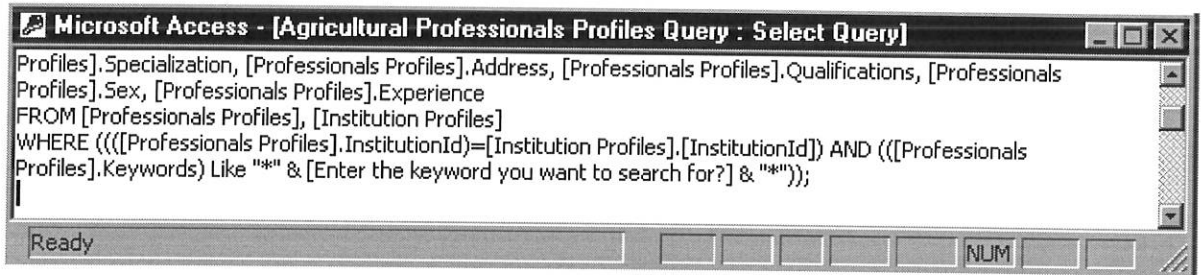 Microsoft Access - [Agricultural Professionals Profiles Query : Select Query]
Profiles].Specialization, [Professionals Profiles].Address, [Professionals Profiles].Qualifications, [Professionals
Profiles].Sex, [Professionals Profiles].Experience
FROM [Professionals Profiles], [Institution Profiles]
WHERE ((([Professionals Profiles].InstitutionId)=[Institution Profiles].[InstitutionId]) AND (([Professionals
Profiles].Keywords) Like "*" & [Enter the keyword you want to search for?] & "*"));
Ready
NUM